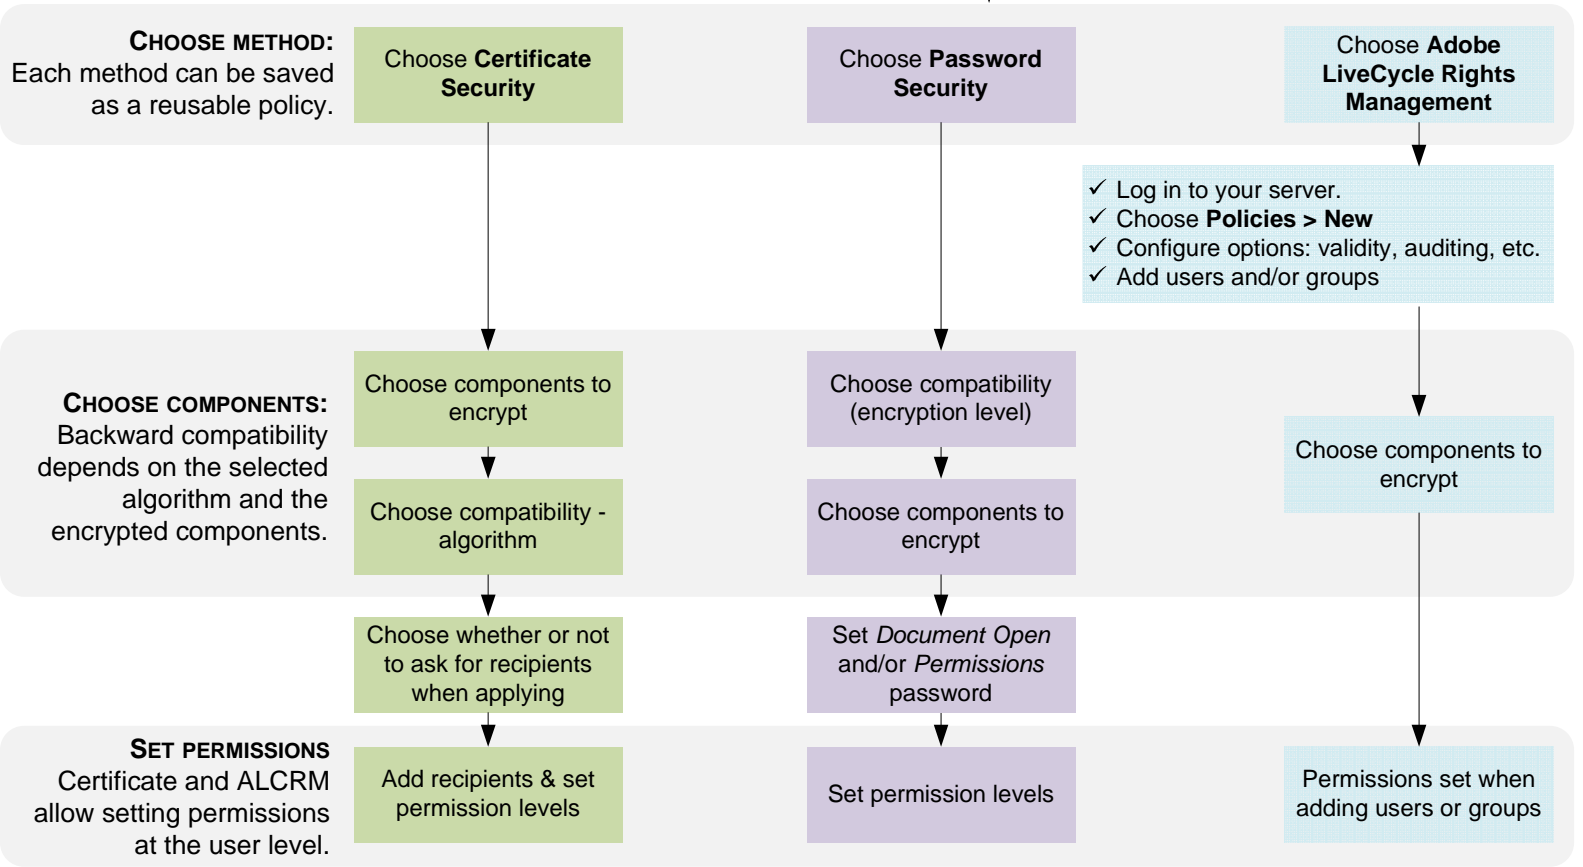 CHOOSE METHOD:
Each method can be saved
as a reusable policy.
Choose Certificate
Security
Choose Password
Security
Choose Adobe
LiveCycle Rights
Management
✓ Log in to your server.
✓ Choose Policies > New
✓ Configure options: validity, auditing, etc.
✓ Add users and/or groups
CHOOSE COMPONENTS:
Backward compatibility
depends on the selected
algorithm and the
encrypted components.
Choose components to
encrypt
Choose compatibility
(encryption level)
Choose components to
encrypt
Choose compatibility -
algorithm
Choose components to
encrypt
Choose whether or not
to ask for recipients
when applying
Set Document Open
and/or Permissions
password
SET PERMISSIONS
Certificate and ALCRM
allow setting permissions
at the user level.
Add recipients & set
permission levels
Set permission levels
Permissions set when
adding users or groups